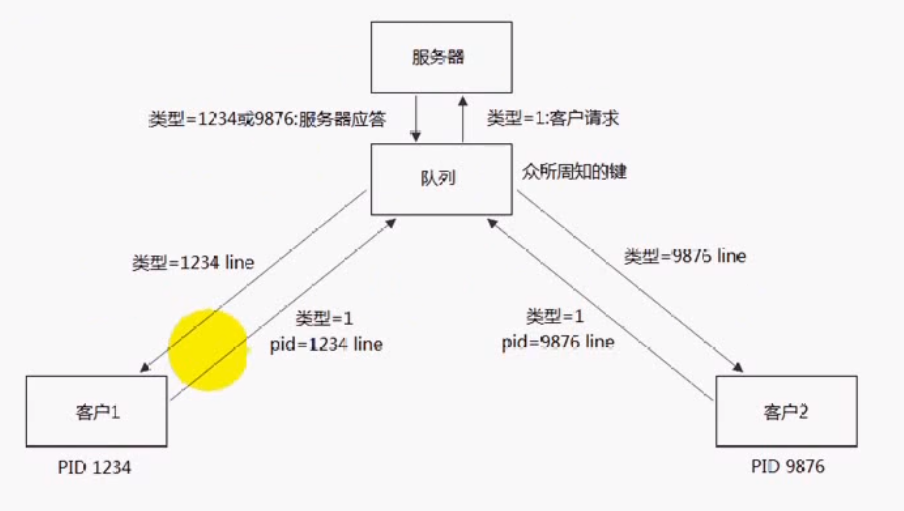 服务器
类型=1234或9876:服务器应答
类型=1:客户请求
队列
众所周知的键
类型=1234 line
类型=9876 line
类型=1
pid=1234 line
类型=1
pid=9876 line
客户1
客户2
PID 1234
PID 9876